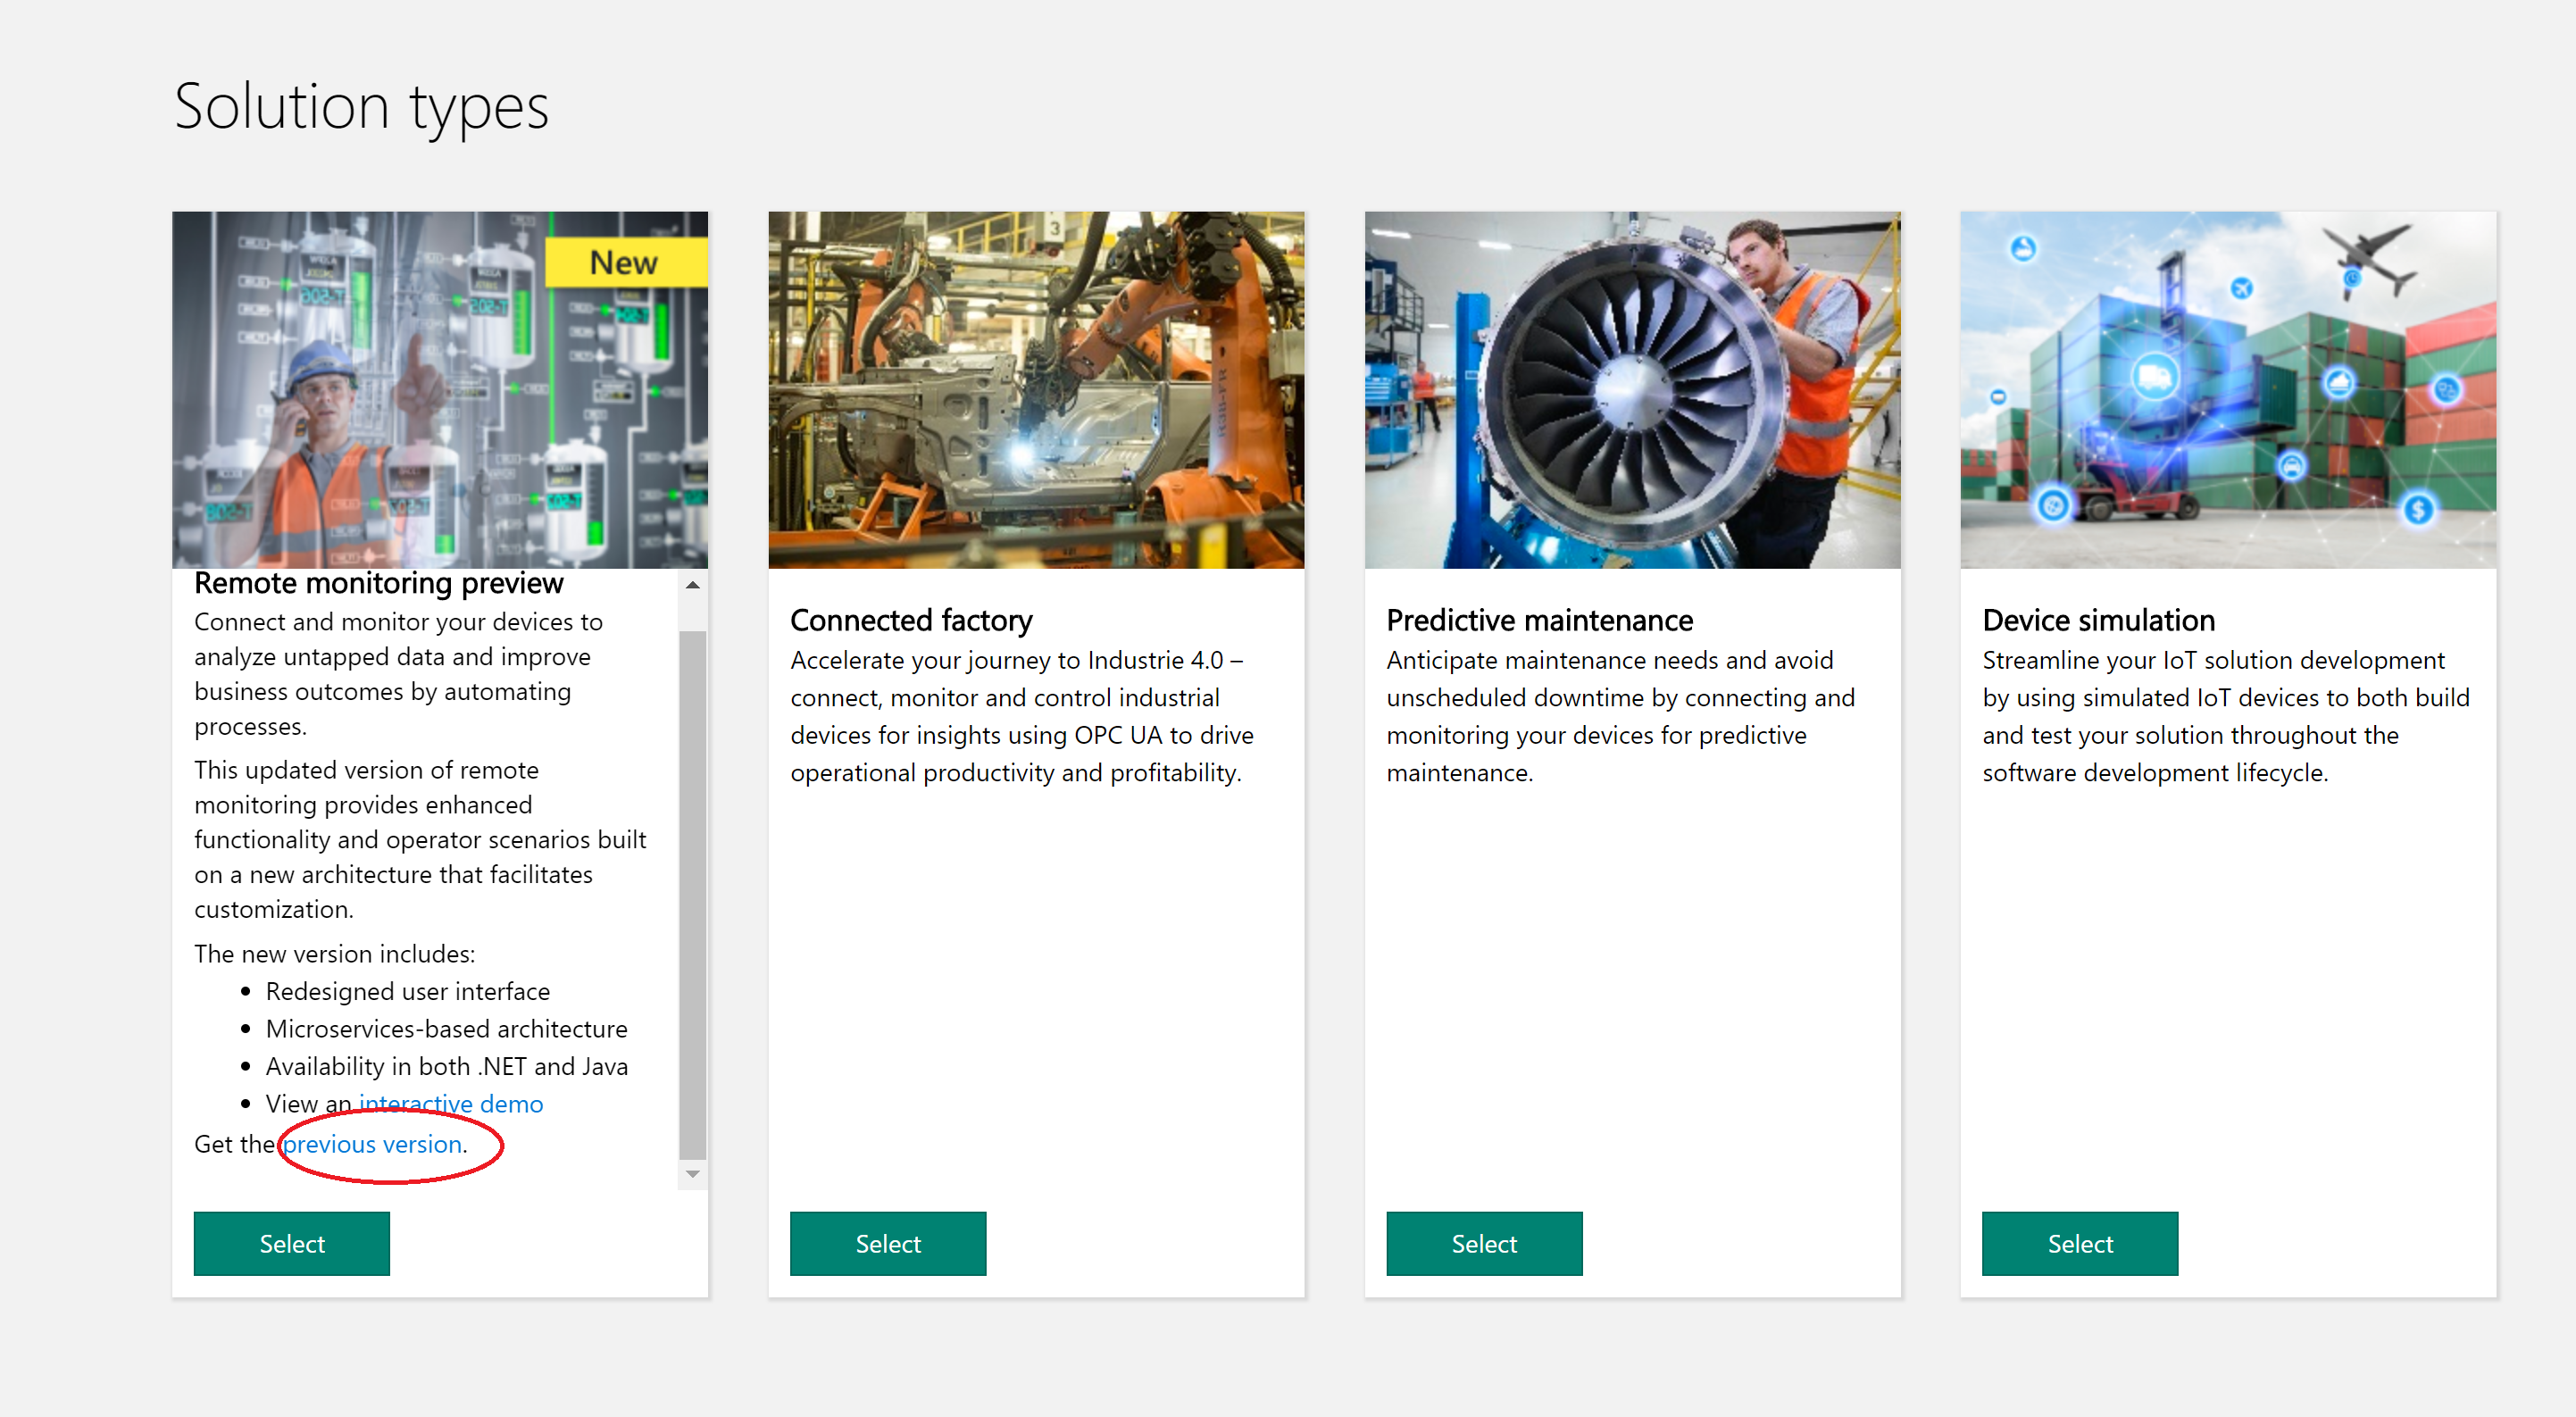 Solution types
New
3
Remote monitoring preview
Connect and monitor your devices to
analyze untapped data and improve
business outcomes by automating
processes.
This updated version of remote
monitoring provides enhanced
functionality and operator scenarios built
on a new architecture that facilitates
customization.
The new version includes:
• Redesigned user interface
• Microservices-based architecture
• Availability in both .NET and Java
• View an interactive demo
Get the previous version.
Select
Connected factory
Accelerate your journey to Industrie 4.0 –
connect, monitor and control industrial
devices for insights using OPC UA to drive
operational productivity and profitability.
Select
Predictive maintenance
Anticipate maintenance needs and avoid
unscheduled downtime by connecting and
monitoring your devices for predictive
maintenance.
Select
Device simulation
Streamline your IoT solution development
by using simulated IoT devices to both build
and test your solution throughout the
software development lifecycle.
Select